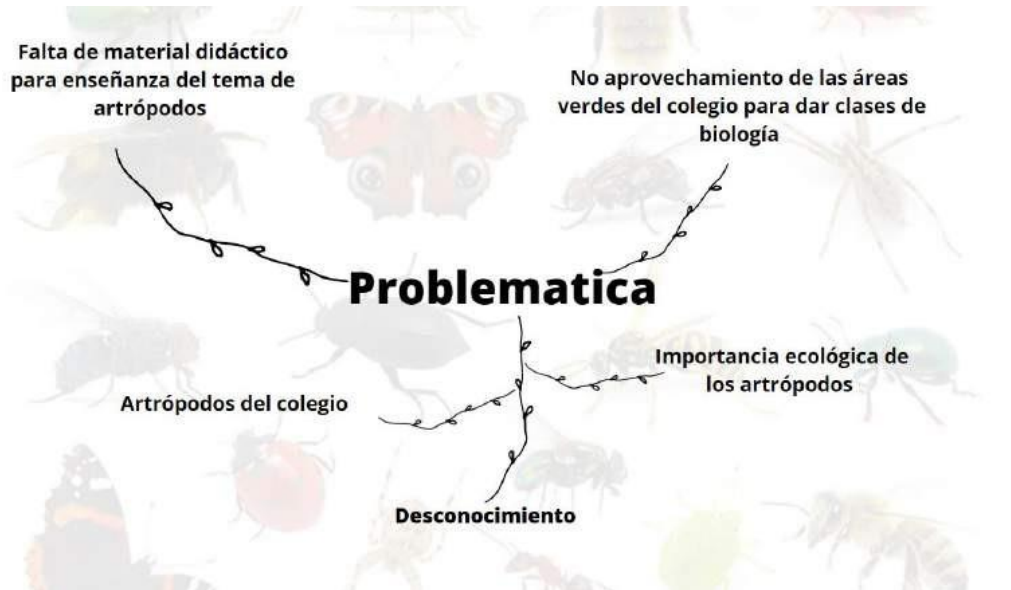 Falta de material didáctico
para enseñanza del tema de
artrópodos
No aprovechamiento de las áreas
verdes del colegio para dar clases de
biología
Problematica
Importancia ecológica de
los artrópodos
Artrópodos del colegio
Desconocimiento